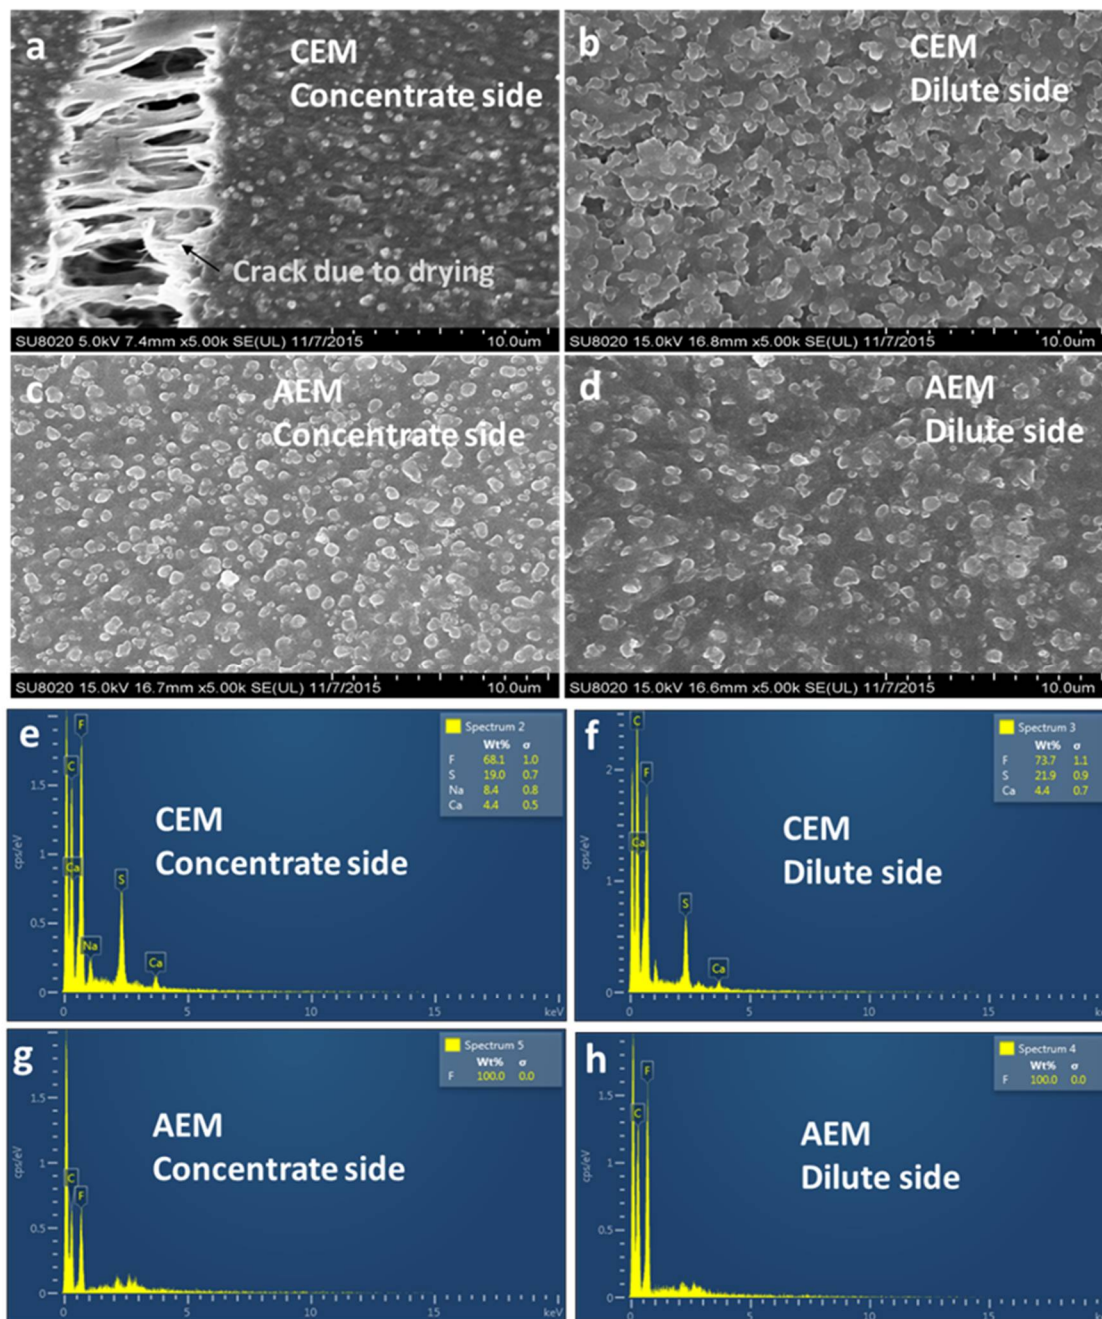 a
CEM
Concentrate side
Crack due to drying
SU8020 5.0kV 7.4mm x5.00k SE(UL) 11/7/2015 10.0um
b
CEM
Dilute side
SU8020 15.0kV 16.8mm x5.00k SE(UL) 11/7/2015 10.0um
c
AEM
Concentrate side
SU8020 15.0kV 16.7mm x5.00k SE(UL) 11/7/2015 10.0um
d
AEM
Dilute side
SU8020 15.0kV 16.6mm x5.00k SE(UL) 11/7/2015 10.0um
e
Spectrum 2
Wt% σ
F 68.1 1.0
S 19.0 0.7
Na 8.4 0.8
Ca 4.4 0.5
CEM
Concentrate side
F
C
Ca
Na
S
Ca
cps/eV
1.5
1
0.5
0
0 5 10 15 keV
f
Spectrum 3
Wt% σ
F 73.7 1.1
S 21.9 0.9
Ca 4.4 0.7
CEM
Dilute side
C
F
Ca
S
Ca
cps/eV
2
1
0
0 5 10 15
g
Spectrum 5
Wt% σ
F 100.0 0.0
AEM
Concentrate side
C
F
cps/eV
1.5
1
0.5
0
0 5 10 15 keV
h
Spectrum 4
Wt% σ
F 100.0 0.0
AEM
Dilute side
F
C
cps/eV
1.5
1
0.5
0
0 5 10 15